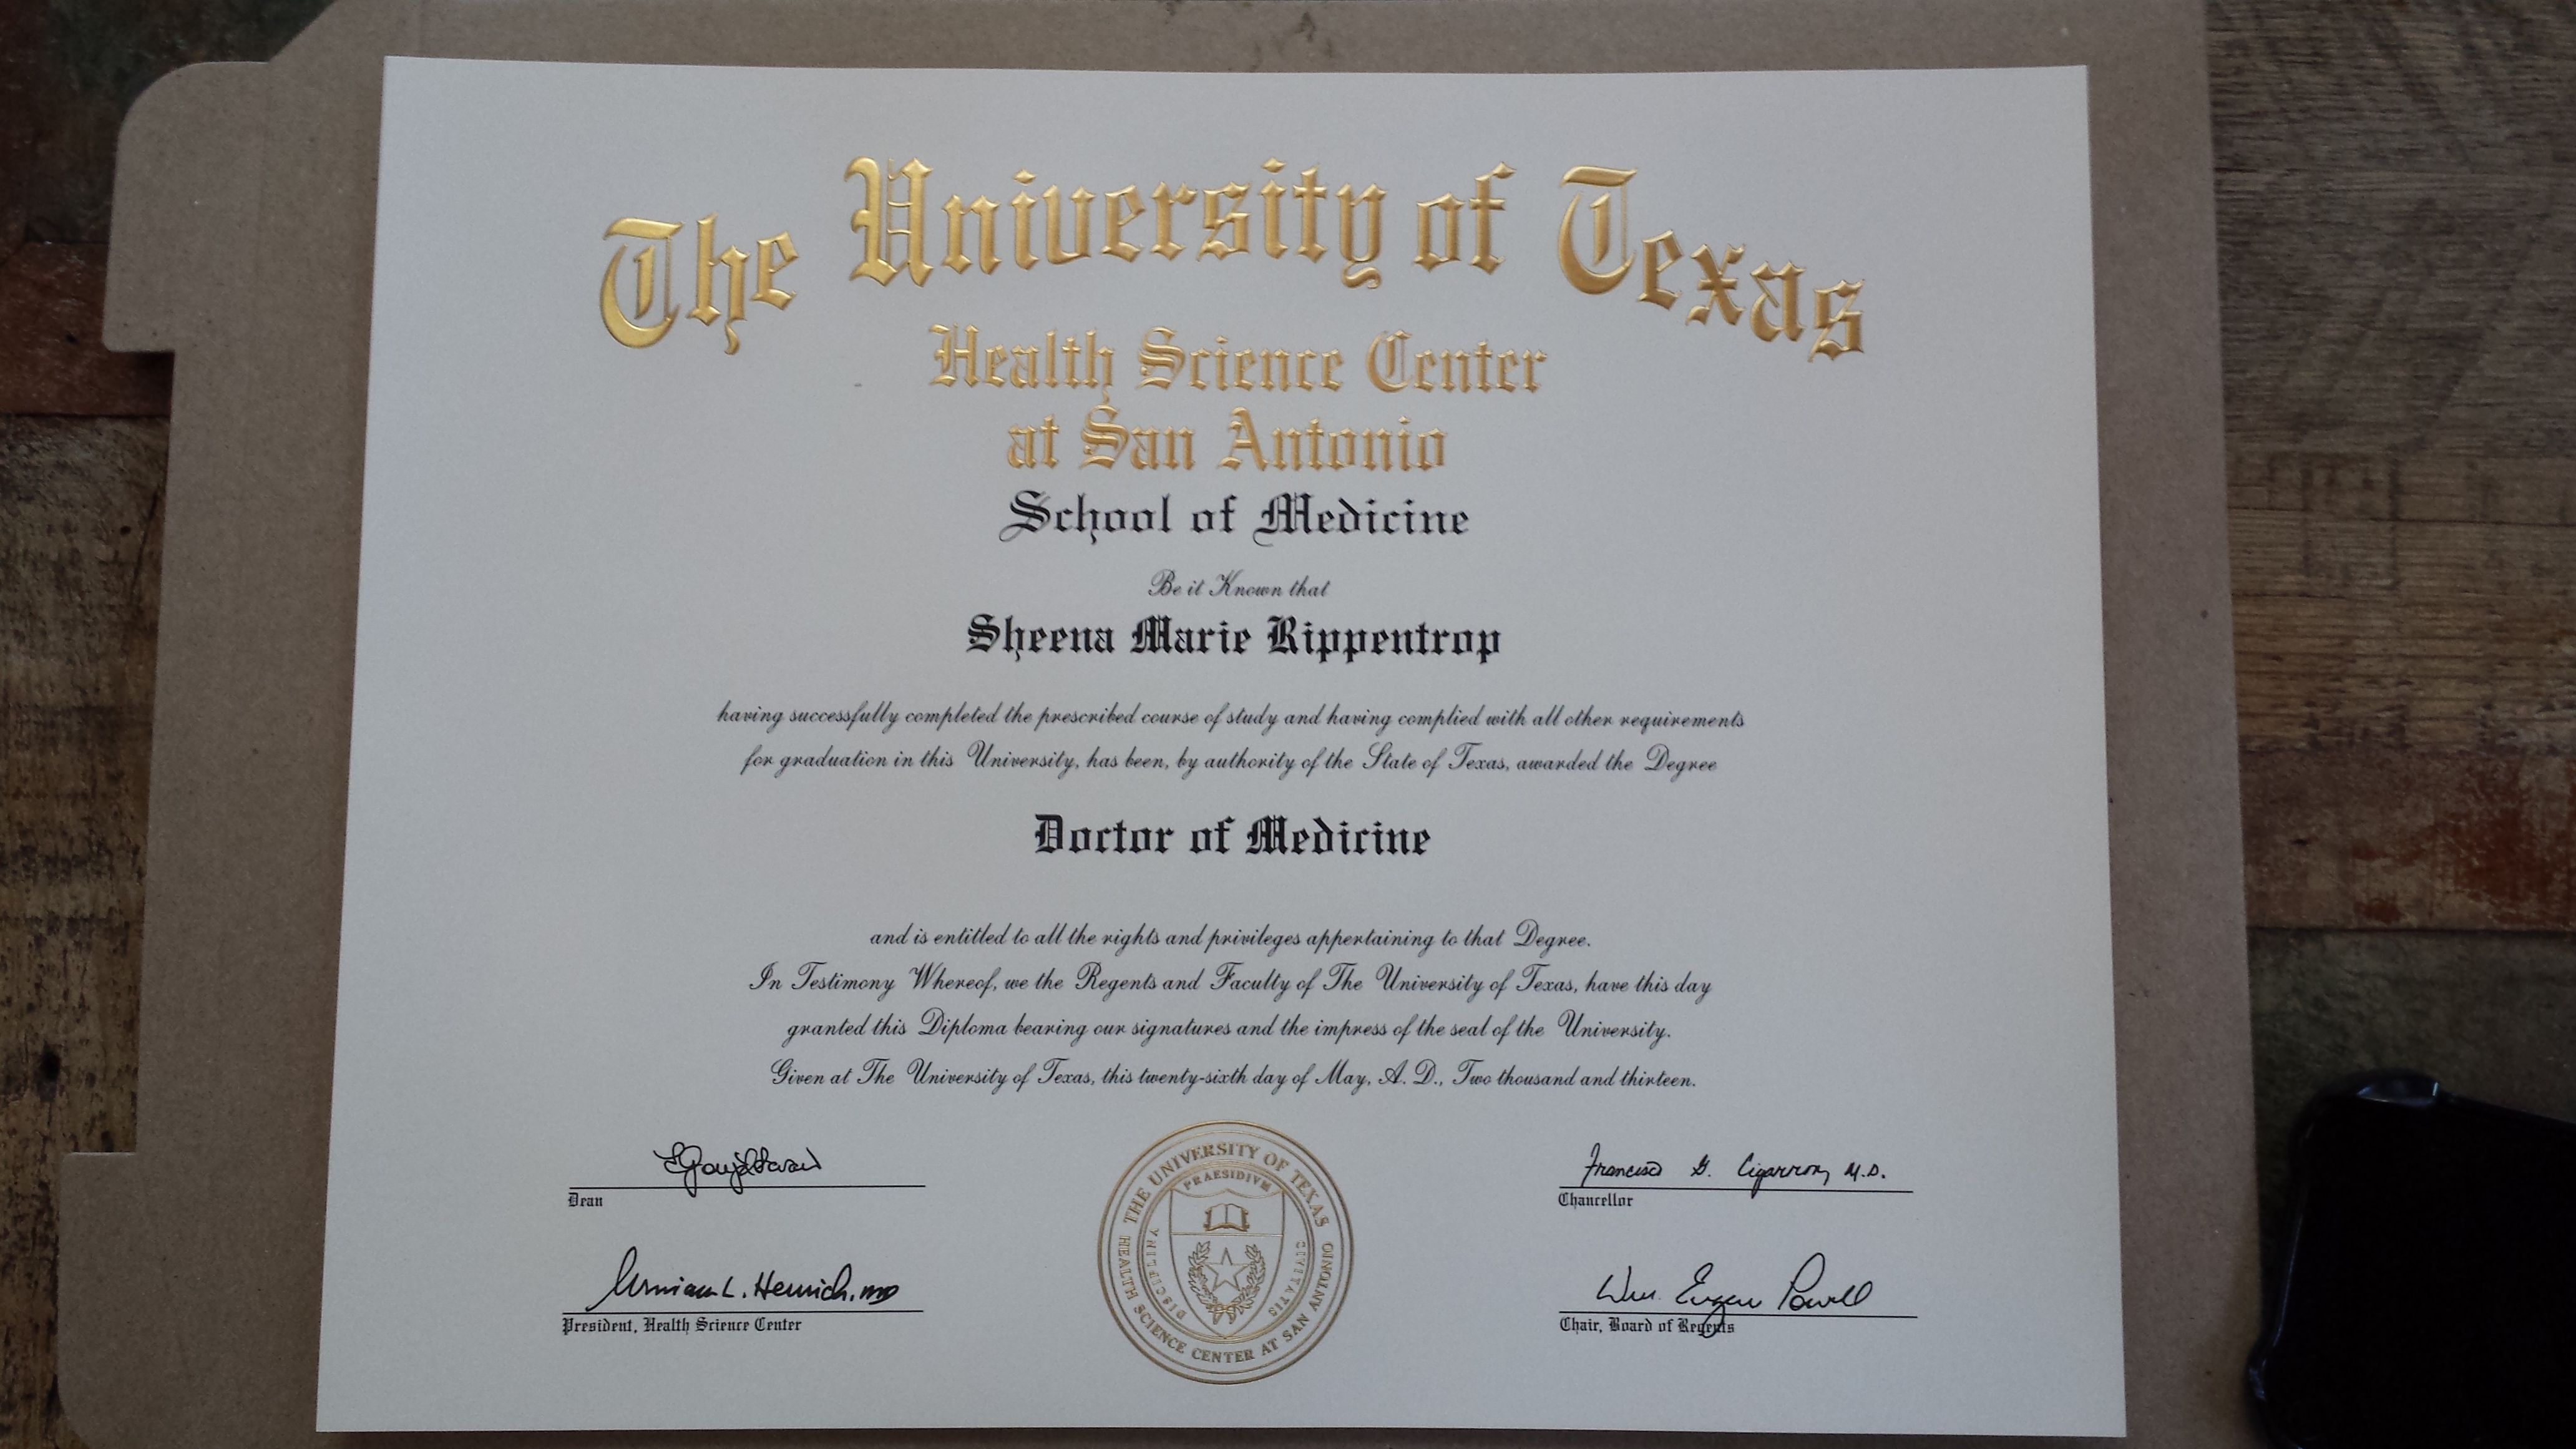 The University of Texas
Health Science Center
at San Antonio
School of Medicine
Be it Known that
Sheena Marie Rippentrop
having successfully completed the prescribed course of study and having complied with all other requirements
for graduation in this University, has been, by authority of the State of Texas, awarded the Degree
Doctor of Medicine
and is entitled to all the rights and privileges appertaining to that Degree.
In Testimony Whereof, we the Regents and Faculty of The University of Texas, have this day
granted this Diploma bearing our signatures and the impress of the seal of the University.
Given at The University of Texas, this twenty-sixth day of May, A. D., Two thousand and thirteen.
Dean
Francisco G. Cigarroa, M.D.
Chancellor
L. Henrich, MD
President, Health Science Center
Wm. Eugene Powell
Chair, Board of Regents
THE UNIVERSITY OF TEXAS
HEALTH SCIENCE CENTER AT SAN ANTONIO
PRAESIDIVM
DISCIPLINA
CIVITATIS